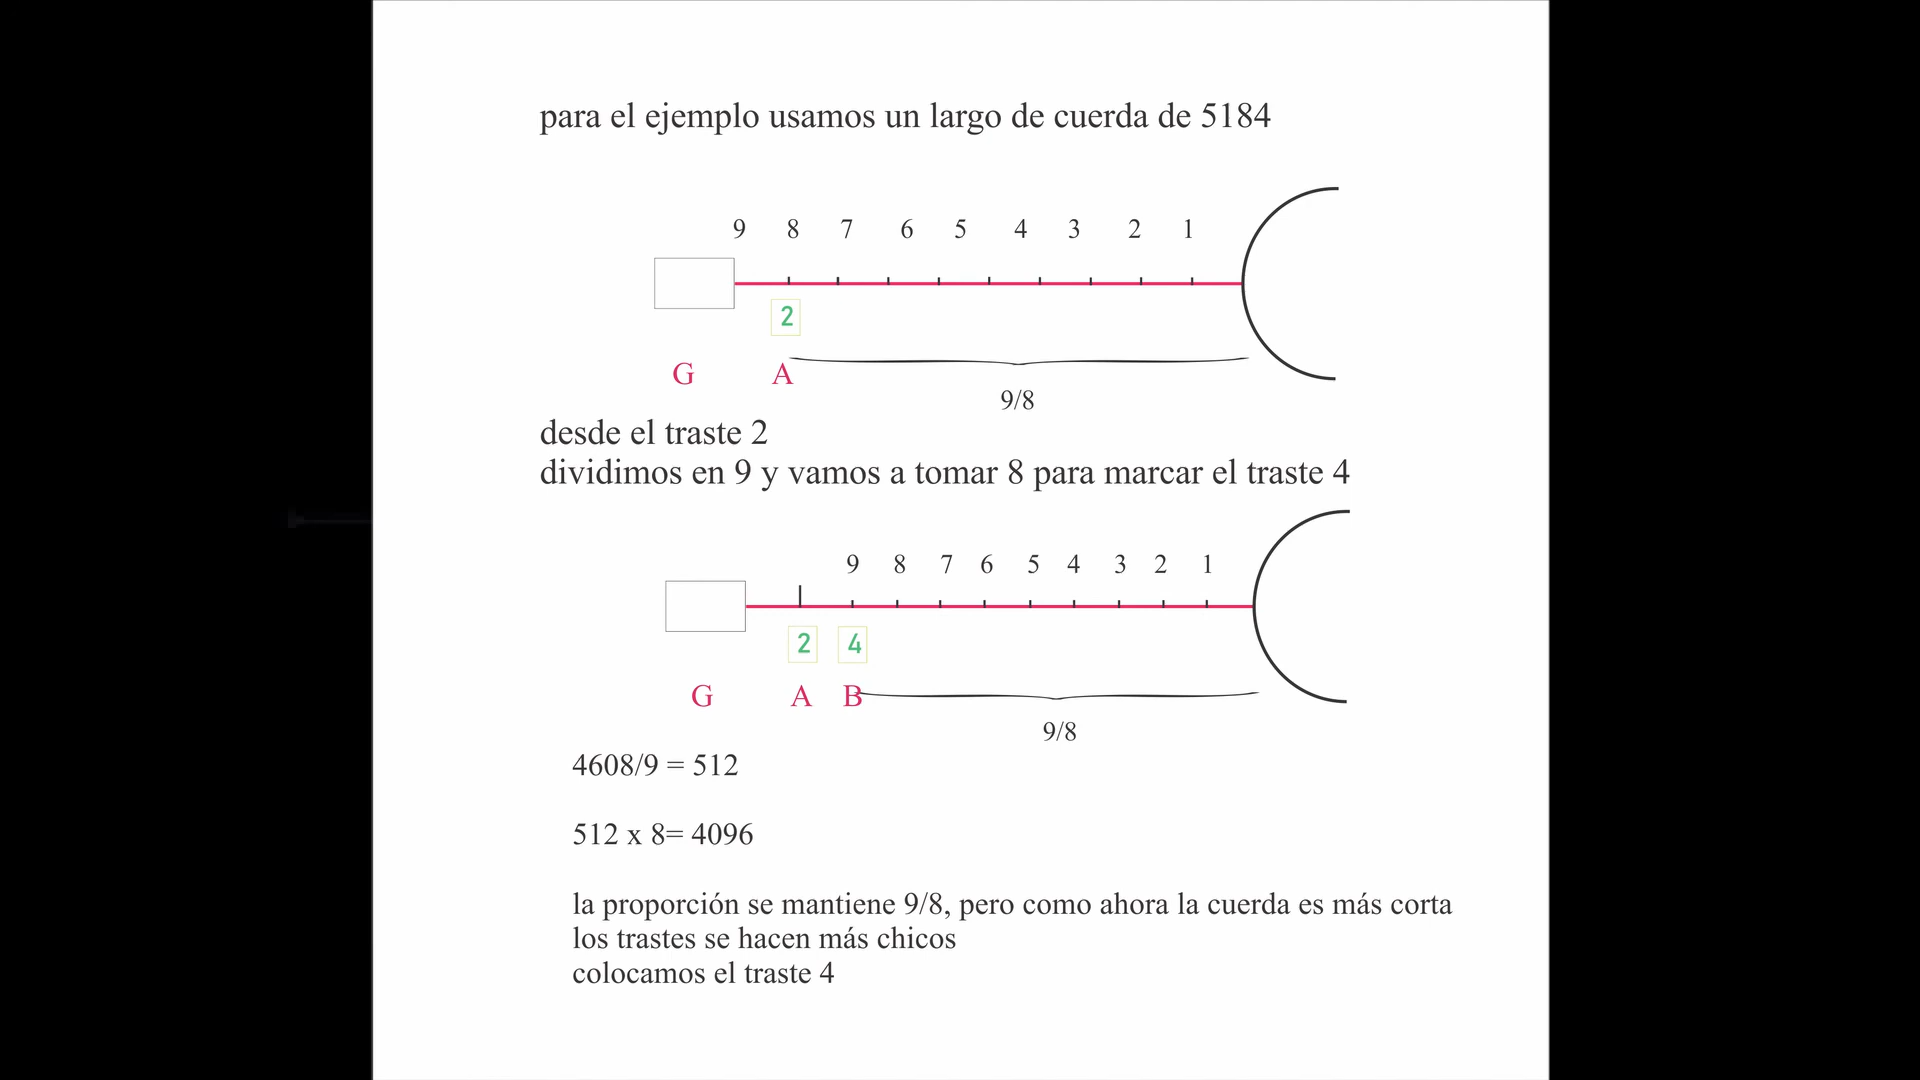 para el ejemplo usamos un largo de cuerda de 5184
9 8 7 6 5 4 3 2 1
2
G A
9/8
desde el traste 2
dividimos en 9 y vamos a tomar 8 para marcar el traste 4
9 8 7 6 5 4 3 2 1
2 4
G A B
9/8
4608/9 = 512
512 x 8= 4096
la proporción se mantiene 9/8, pero como ahora la cuerda es más corta
los trastes se hacen más chicos
colocamos el traste 4